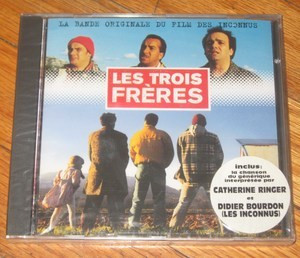 LA BANDE ORIGINALE DU FILM DES INCONNUS
LES TROIS
FRÈRES
inclus:
la chanson
du générique
interprétée par
CATHERINE RINGER
et
DIDIER BOURDON
(LES INCONNUS)